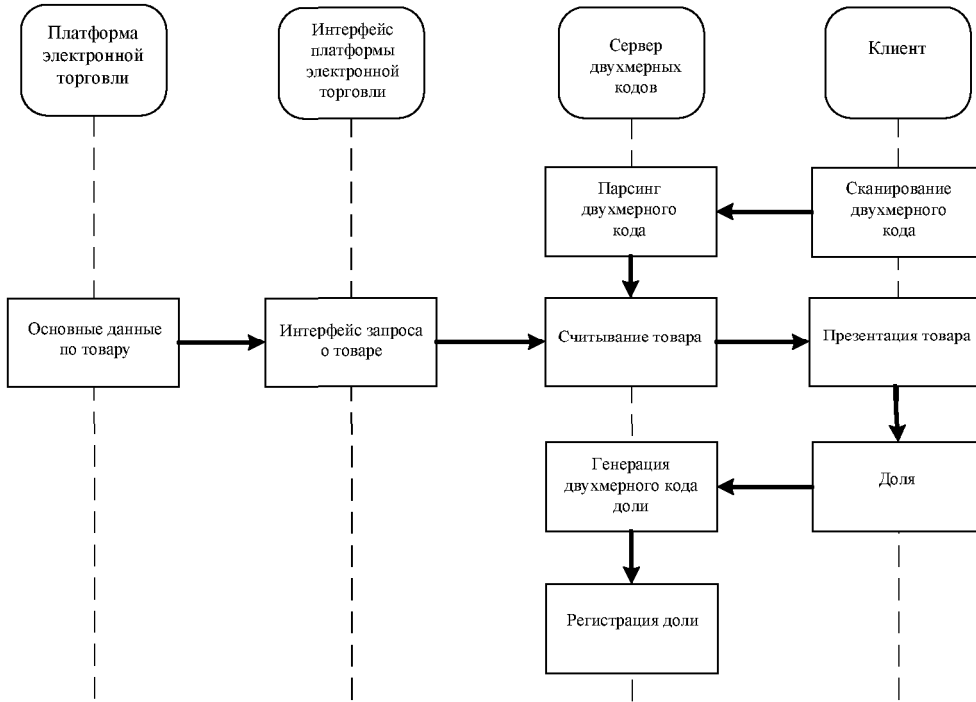 Платформа
электронной
торговли
Интерфейс
платформы
электронной
торговли
Сервер
двухмерных
кодов
Клиент
Парсинг
двухмерного
кода
Сканирование
двухмерного
кода
Основные данные
по товару
Интерфейс запроса
о товаре
Считывание товара
Презентация товара
Генерация
двухмерного кода
доли
Доля
Регистрация доли